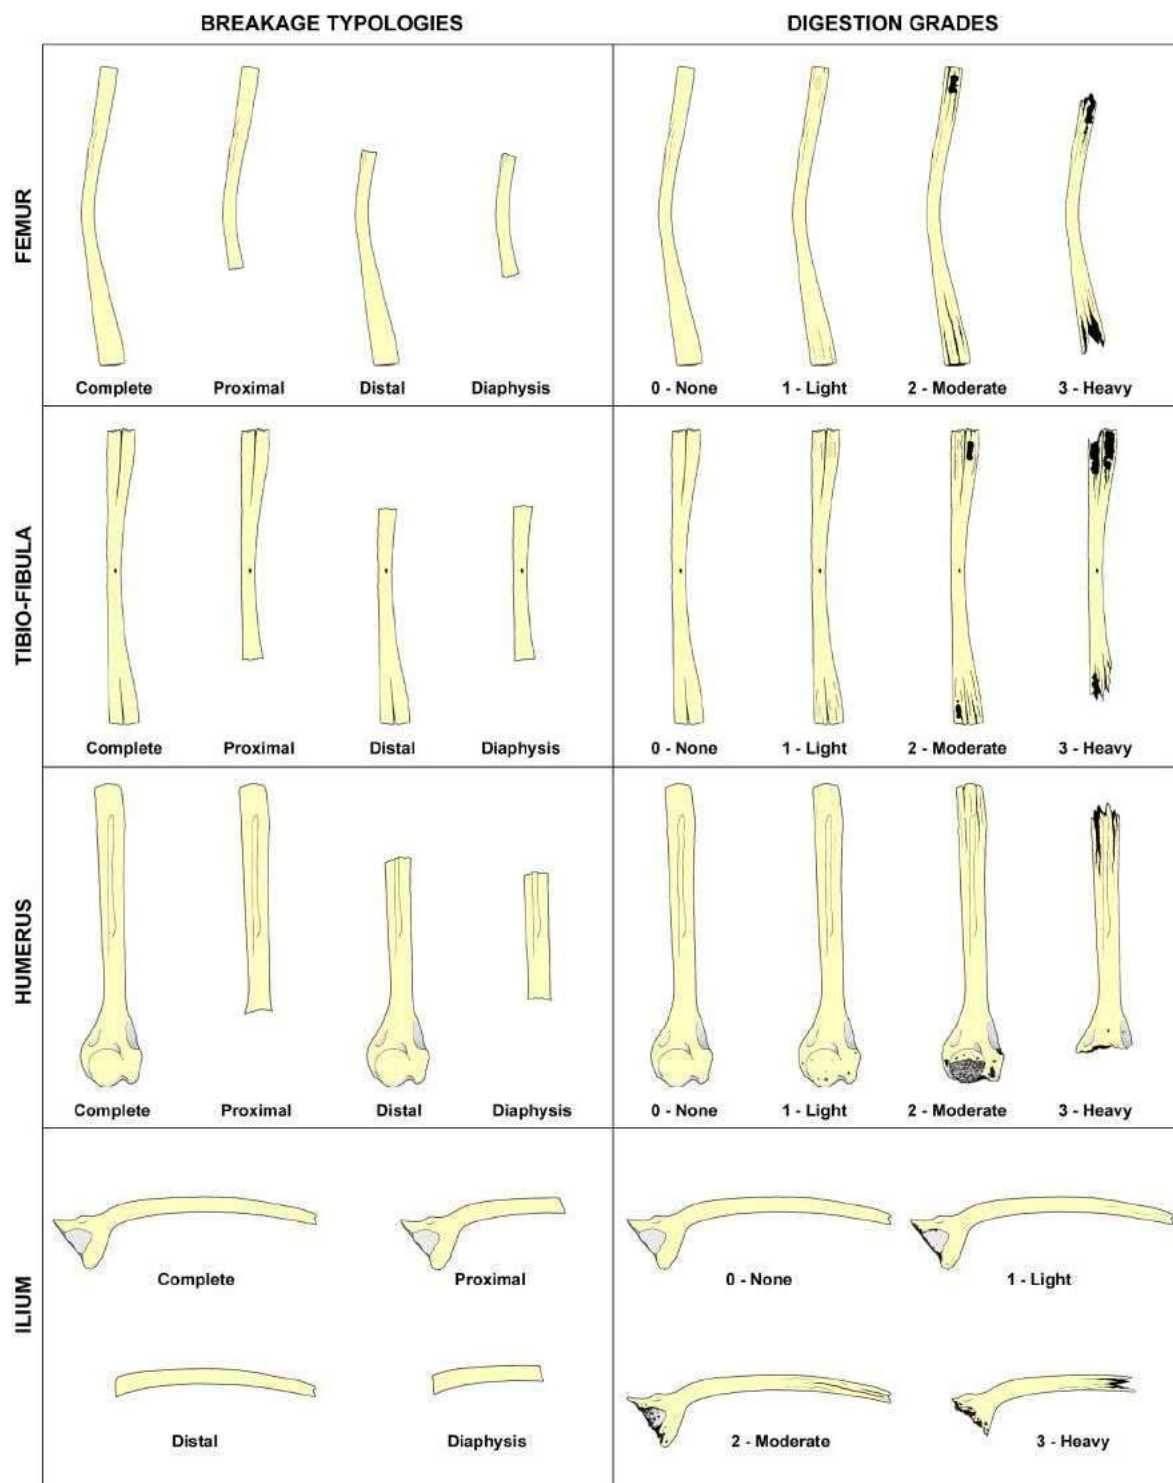 BREAKAGE TYPOLOGIES
DIGESTION GRADES
FEMUR
Complete
Proximal
Distal
Diaphysis
0 - None
1 - Light
2 - Moderate
3 - Heavy
TIBIO-FIBULA
Complete
Proximal
Distal
Diaphysis
0 - None
1 - Light
2 - Moderate
3 - Heavy
HUMERUS
Complete
Proximal
Distal
Diaphysis
0 - None
1 - Light
2 - Moderate
3 - Heavy
ILIUM
Complete
Proximal
0 - None
1 - Light
Distal
Diaphysis
2 - Moderate
3 - Heavy